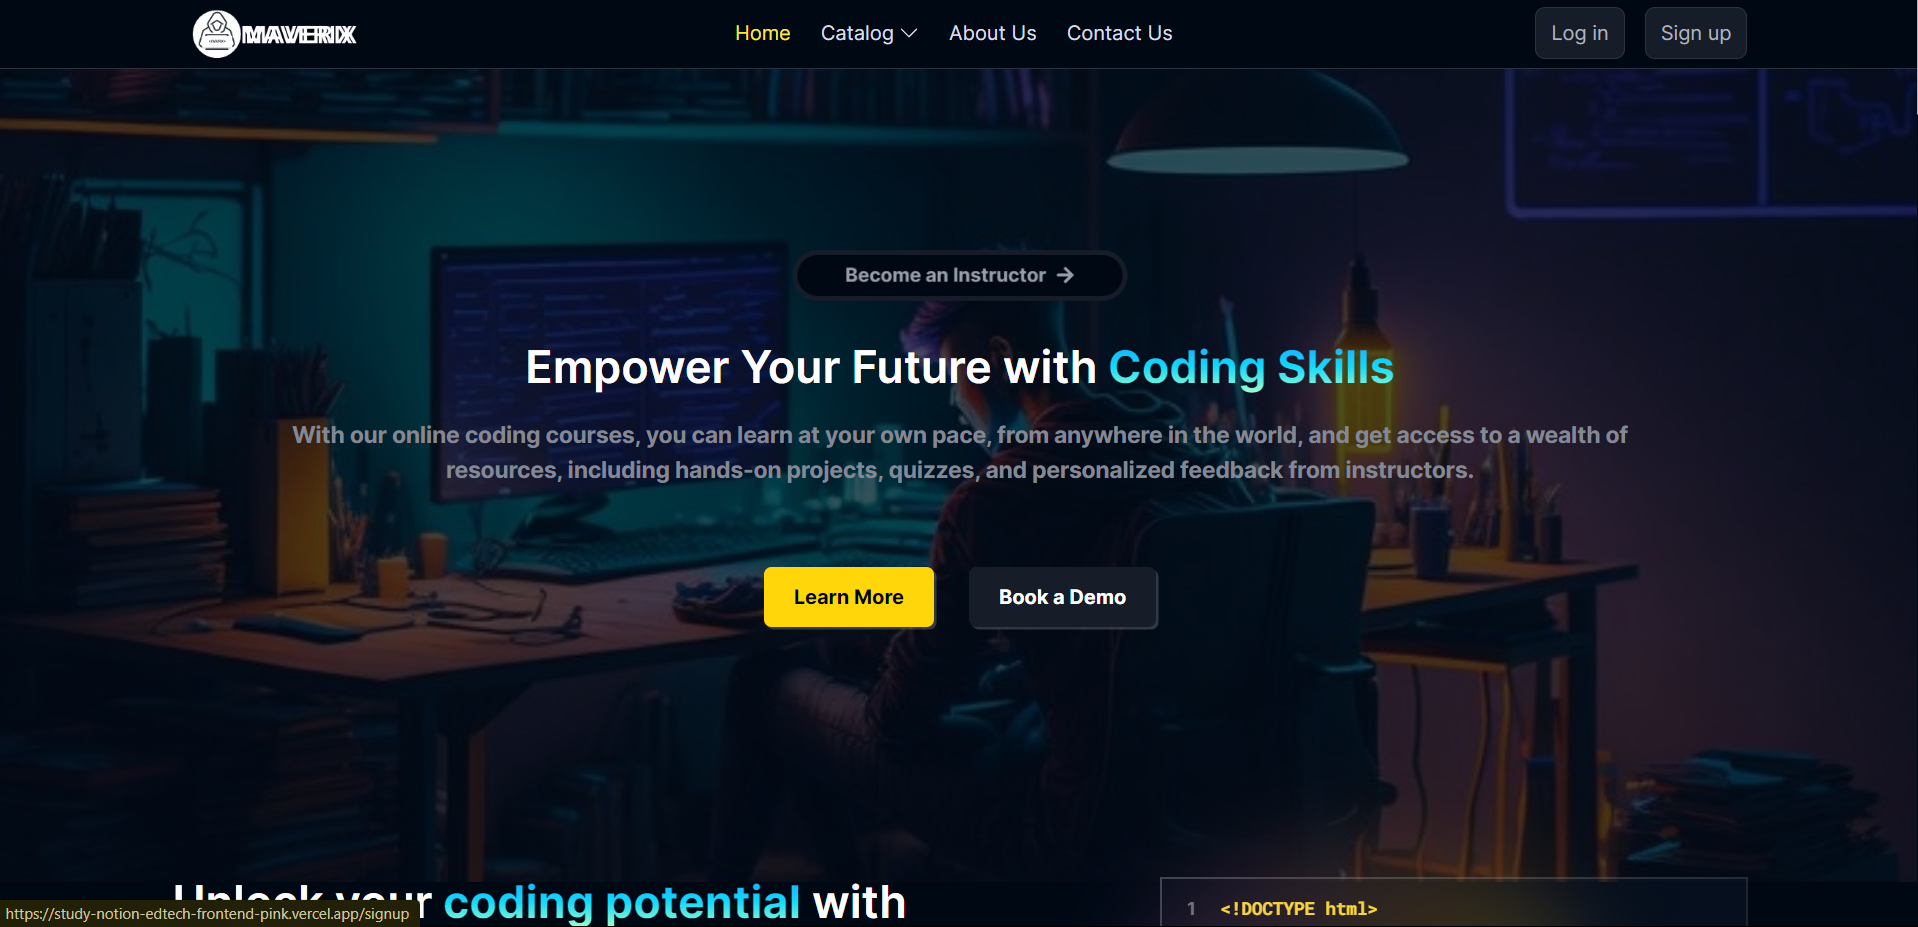 MAVERIX
Home
Catalog
About Us
Contact Us
Log in
Sign up
Become an Instructor →
Empower Your Future with Coding Skills
With our online coding courses, you can learn at your own pace, from anywhere in the world, and get access to a wealth of
resources, including hands-on projects, quizzes, and personalized feedback from instructors.
Learn More
Book a Demo
Unlock your coding potential with
1 <!DOCTYPE html>
https://study-notion-edtech-frontend-pink.vercel.app/signup